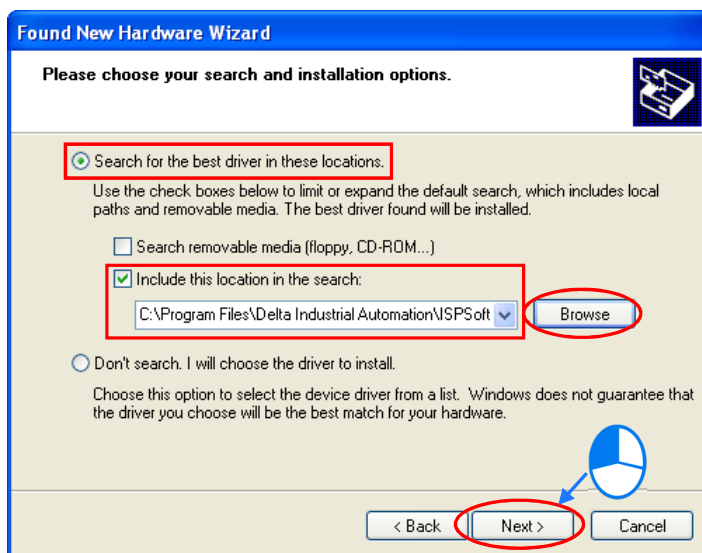 Found New Hardware Wizard
Please choose your search and installation options.
Search for the best driver in these locations.
Use the check boxes below to limit or expand the default search, which includes local
paths and removable media. The best driver found will be installed.
Search removable media (floppy, CD-ROM...)
Include this location in the search:
C:\Program Files\Delta Industrial Automation\ISPSoft
Browse
Don't search. I will choose the driver to install.
Choose this option to select the device driver from a list. Windows does not guarantee that
the driver you choose will be the best match for your hardware.
< Back
Next >
Cancel